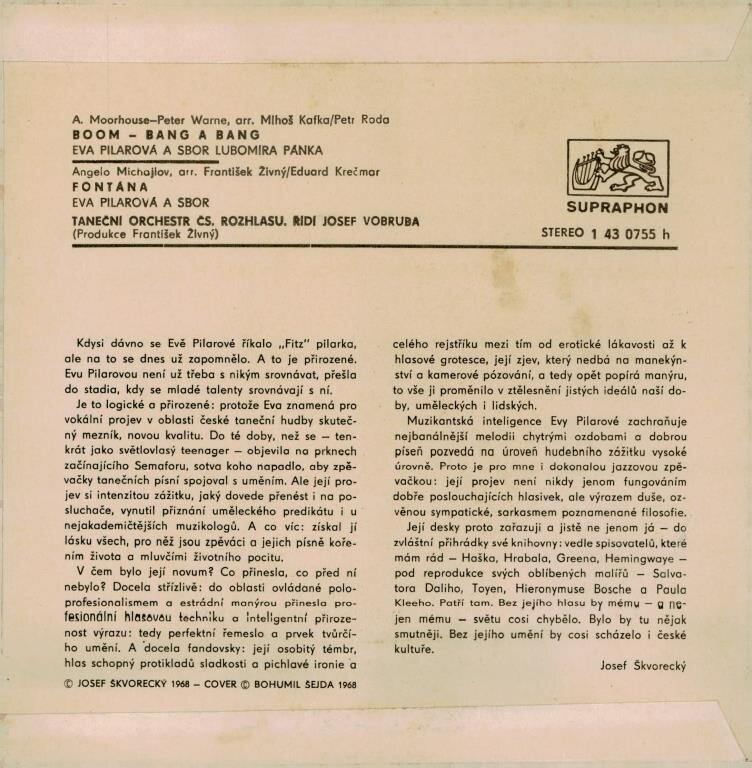 A. Moorhouse–Peter Warne, arr. Mlhoš Kafka/Petr Rada
BOOM – BANG A BANG
EVA PILAROVÁ A SBOR LUBOMÍRA PÁNKA
Angelo Michajlov, arr. František Živný/Eduard Krečmar
FONTÁNA
EVA PILAROVÁ A SBOR
TANEČNÍ ORCHESTR ČS. ROZHLASU. ŘÍDÍ JOSEF VOBRUBA
(Produkce František Živný)
SUPRAPHON
STEREO 1 43 0755 h
Kdysi dávno se Evě Pilarové říkalo „Fitz" pilarka,
ale na to se dnes už zapomnělo. A to je přirozené.
Evu Pilarovou není už třeba s nikým srovnávat, přešla
do stadia, kdy se mladé talenty srovnávají s ní.
Je to logické a přirozené: protože Eva znamená pro
vokální projev v oblasti české taneční hudby skuteč-
ný mezník, novou kvalitu. Do té doby, než se – ten-
krát jako světlovlasý teenager – objevila na prknech
začínajícího Semaforu, sotva koho napadlo, aby zpě-
vačky tanečních písní spojoval s uměním. Ale její pro-
jev si intenzitou zážitku, jaký dovede přenést i na po-
sluchače, vynutil přiznání uměleckého predikátu i u
nejakademičtějších muzikologů. A co víc: získal jí
lásku všech, pro něž jsou zpěváci a jejich písně koře-
ním života a mluvčími životního pocitu.
V čem bylo její novum? Co přinesla, co před ní
nebylo? Docela střízlivě: do oblasti ovládané polo-
profesionalismem a estrádní manýrou přinesla pro-
fesionální hlasovou techniku a inteligentní přiroze-
nost výrazu: tedy perfektní řemeslo a prvek tvůrčí-
ho umění. A docela fandovsky: její osobitý témbr,
hlas schopný protikladů sladkosti a pichlavé ironie a
© JOSEF ŠKVORECKÝ 1968 – COVER © BOHUMIL ŠEJDA 1968
celého rejstříku mezi tím od erotické lákavosti až k
hlasové grotesce, její zjev, který nedbá na manekýn-
ství a kamerové pózování, a tedy opět popírá manýru,
to vše ji proměnilo v ztělesnění jistých ideálů naší do-
by, uměleckých i lidských.
Muzikantská inteligence Evy Pilarové zachraňuje
nejbanálnější melodii chytrými ozdobami a dobrou
píseň pozvedá na úroveň hudebního zážitku vysoké
úrovně. Proto je pro mne i dokonalou jazzovou zpě-
vačkou: její projev není nikdy jenom fungováním
dobře poslouchajících hlasivek, ale výrazem duše, oz-
věnou sympatické, sarkasmem poznamenané filosofie.
Její desky proto zařazuji a jistě ne jenom já – do
zvláštní přihrádky své knihovny: vedle spisovatelů, které
mám rád – Haška, Hrabala, Greena, Hemingwaye –
pod reprodukce svých oblíbených malířů – Salva-
tora Daliho, Toyen, Hieronymuse Bosche a Paula
Kleeho. Patří tam. Bez jejího hlasu by mému – a ne-
jen mému – světu cosi chybělo. Bylo by tu nějak
smutněji. Bez jejího umění by cosi scházelo i české
kultuře.
Josef Škvorecký